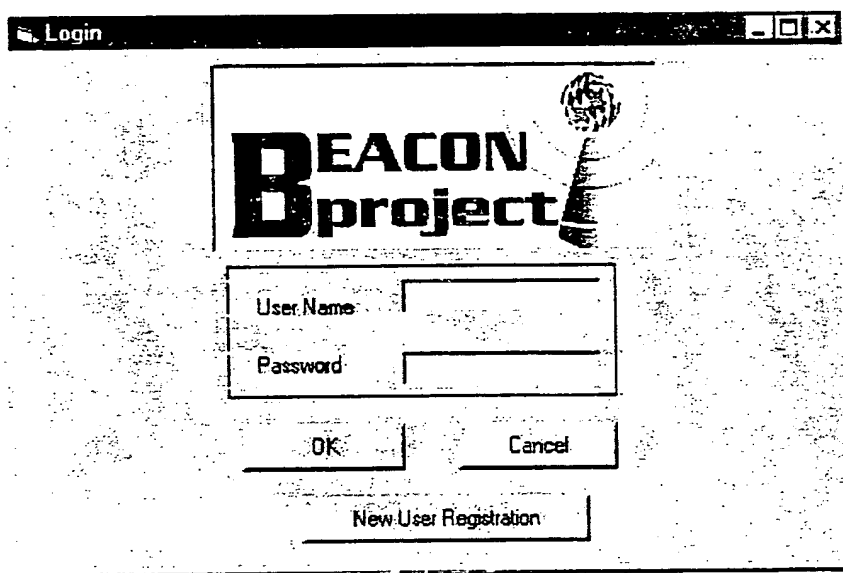 Login
BEACON
project
User Name
Password
OK Cancel
New User Registration